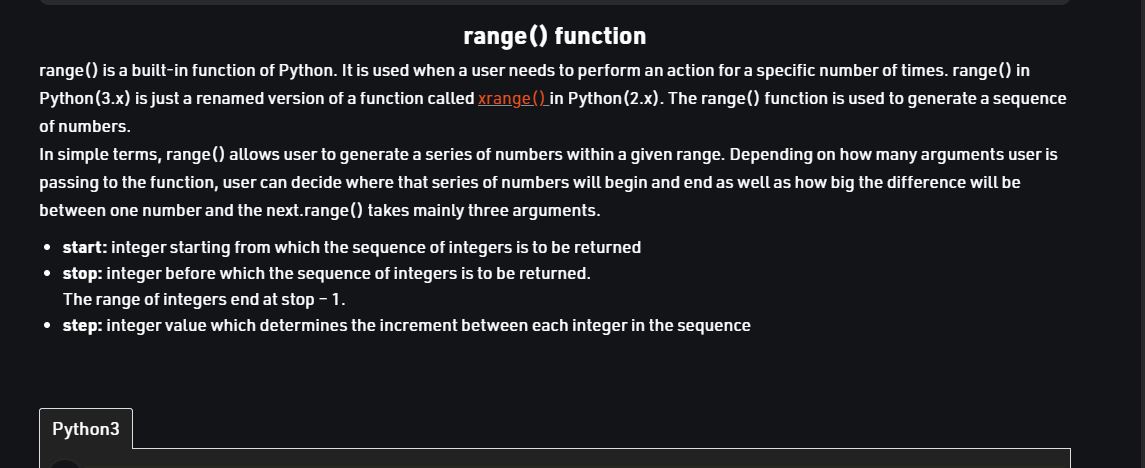 range() function
range() is a built-in function of Python. It is used when a user needs to perform an action for a specific number of times. range() in
Python(3.x) is just a renamed version of a function called xrange() in Python(2.x). The range() function is used to generate a sequence
of numbers.
In simple terms, range() allows user to generate a series of numbers within a given range. Depending on how many arguments user is
passing to the function, user can decide where that series of numbers will begin and end as well as how big the difference will be
between one number and the next.range() takes mainly three arguments.
• start: integer starting from which the sequence of integers is to be returned
• stop: integer before which the sequence of integers is to be returned.
The range of integers end at stop – 1.
• step: integer value which determines the increment between each integer in the sequence
Python3